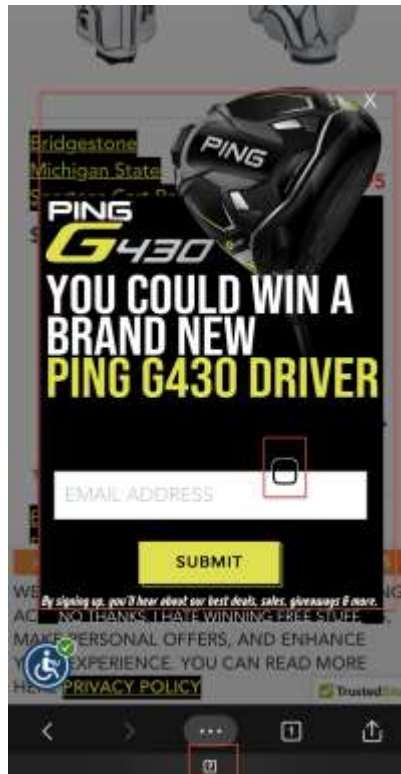 X
Bridgestone
Michigan State
PING
PING
G430
YOU COULD WIN A
BRAND NEW
PING G430 DRIVER
EMAIL ADDRESS
SUBMIT
By signing up, you'll hear about our best deals, sales, giveaways & more.
NO THANKS, I HATE WINNING FREE STUFF
MAKE PERSONAL OFFERS, AND ENHANCE
EXPERIENCE. YOU CAN READ MORE
PRIVACY POLICY
TrustedSite
1